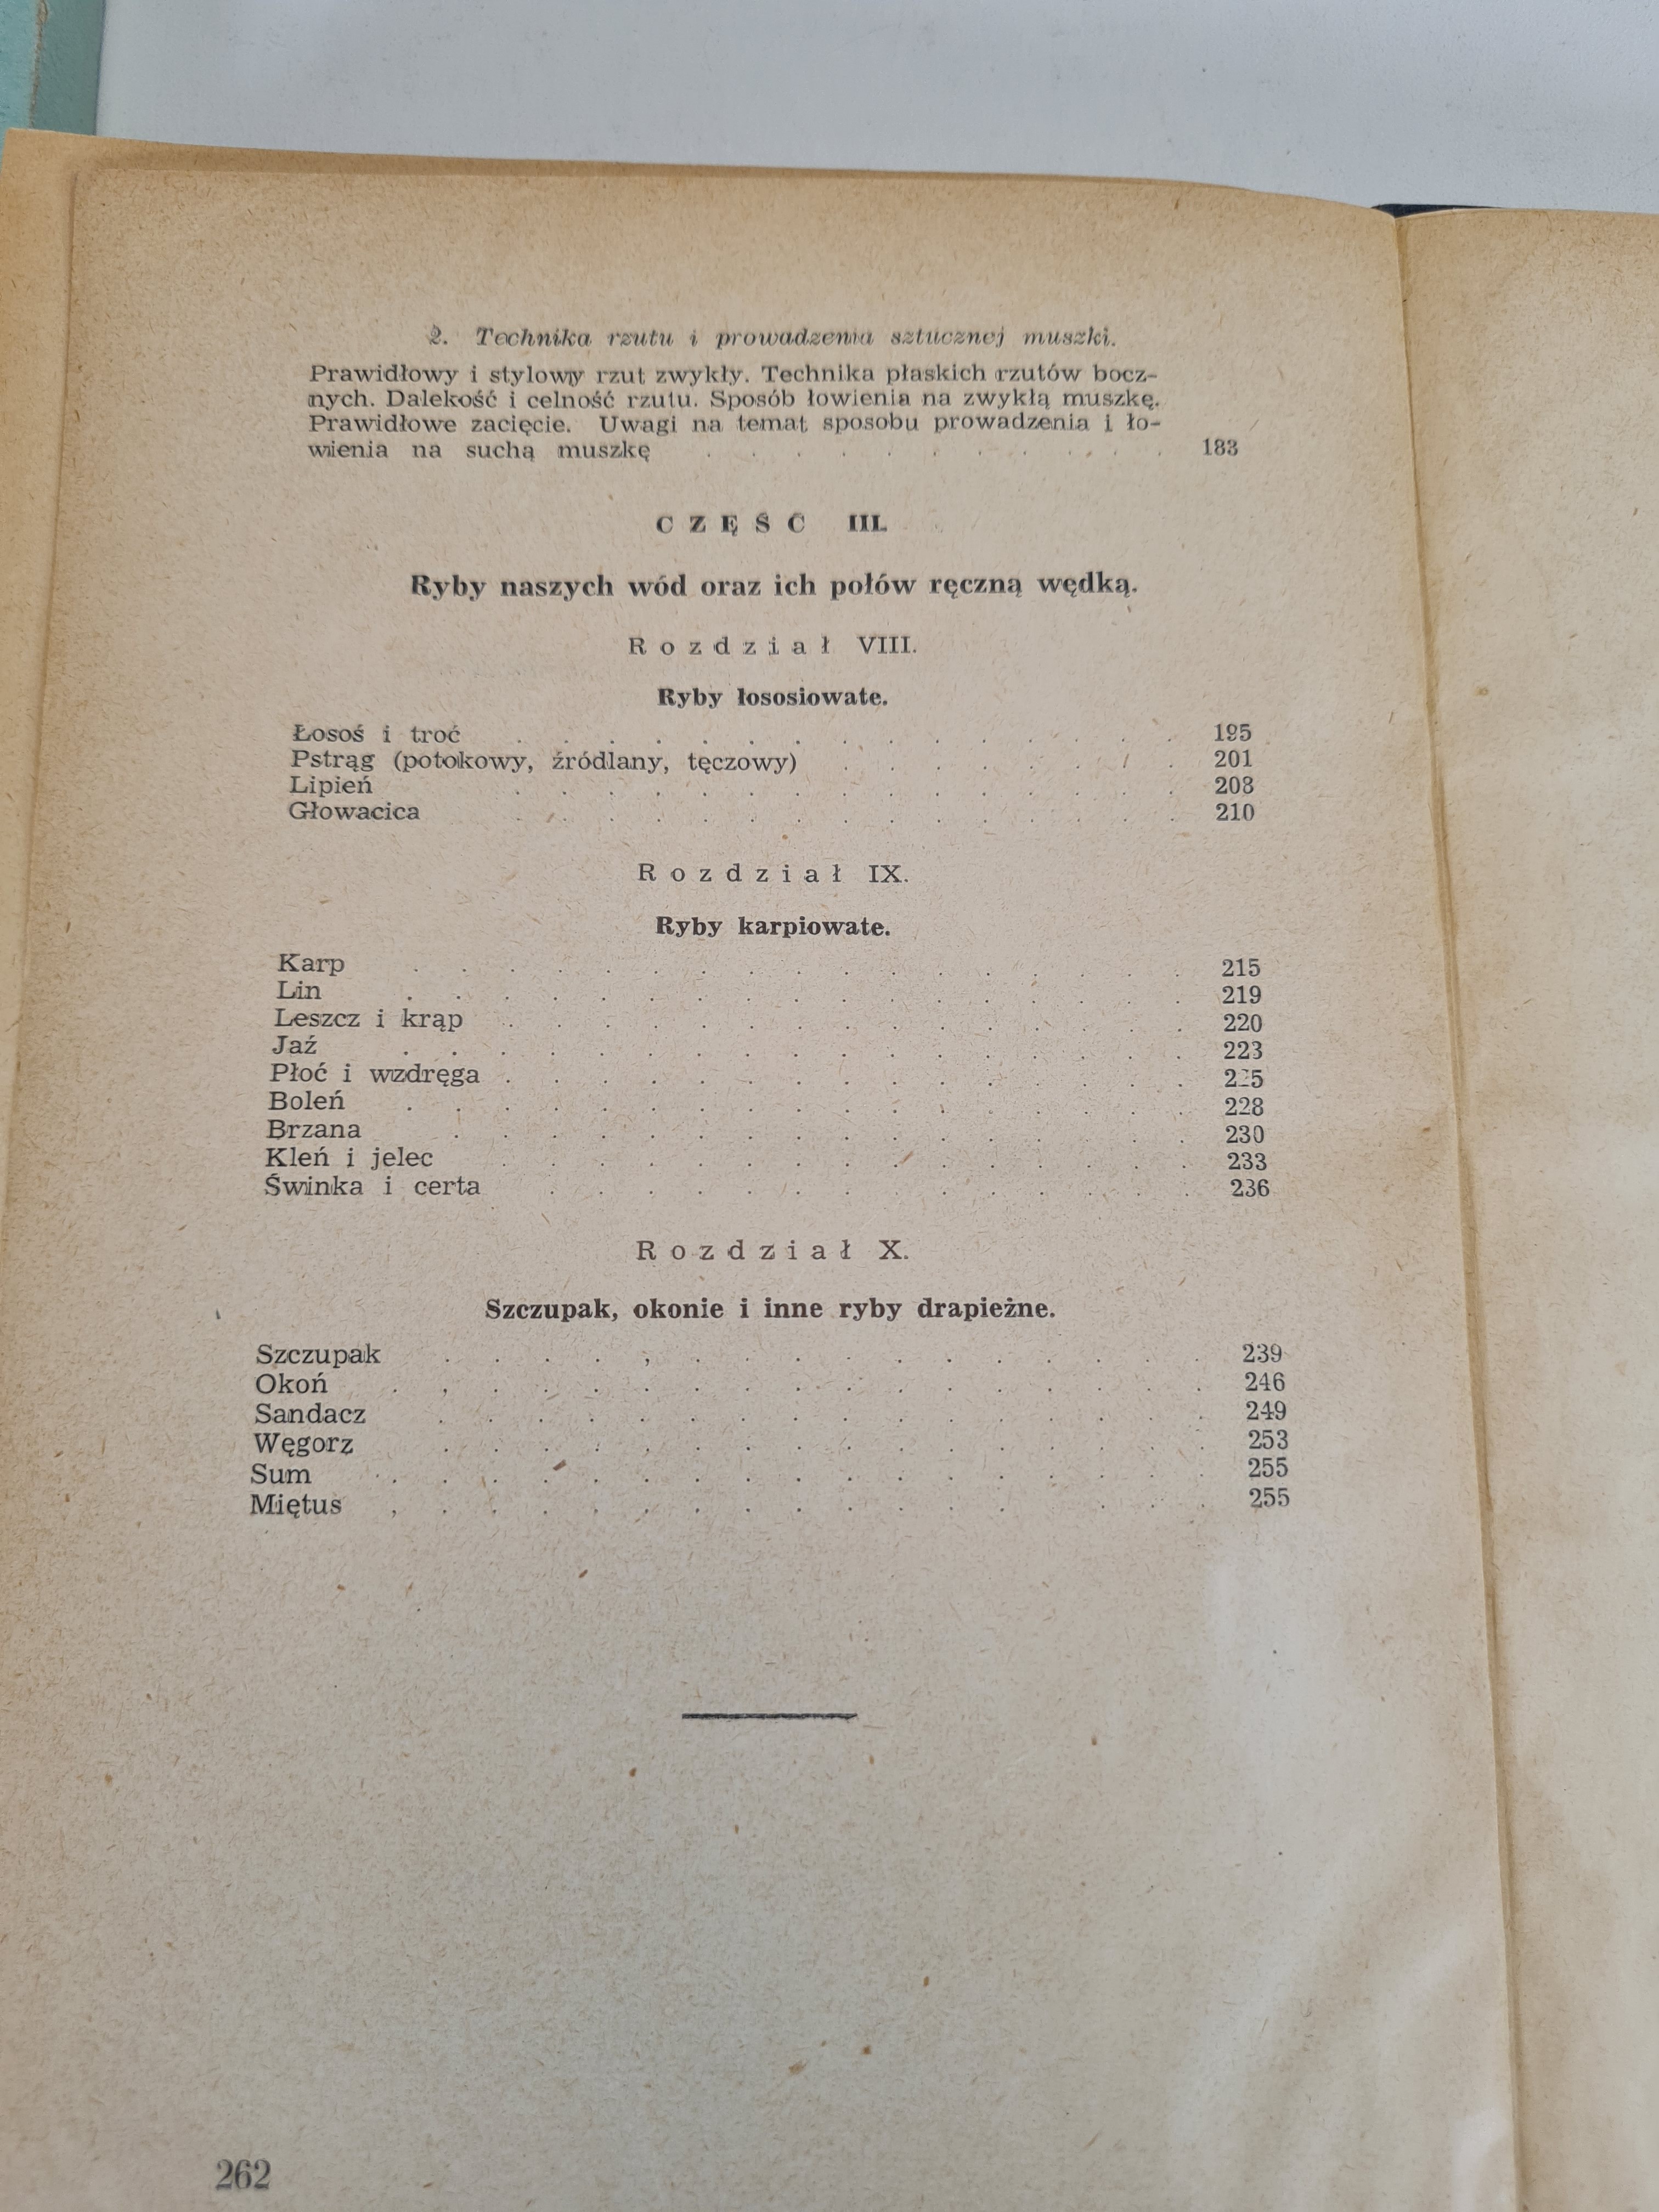 2. Technika rzutu i prowadzenia sztucznej muszki.
Prawidłowy i stylowy rzut zwykły. Technika płaskich rzutów bocz-
nych. Dalekość i celność rzutu. Sposób łowienia na zwykłą muszkę.
Prawidłowe zacięcie. Uwagi na temat sposobu prowadzenia i ło-
wienia na suchą muszkę . . . . . . . . . . . 183
CZĘŚĆ III.
Ryby naszych wód oraz ich połów ręczną wędką.
Rozdział VIII.
Ryby łososiowate.
Łosoś i troć . . . . . . . . . . . . . . . 195
Pstrąg (potokowy, źródlany, tęczowy) . . . . . . . . 201
Lipień . . . . . . . . . . . . . . . 208
Głowacica . . . . . . . . . . . . . . . 210
Rozdział IX.
Ryby karpiowate.
Karp . . . . . . . . . . . . . . . . . 215
Lin . . . . . . . . . . . . . . . . . 219
Leszcz i krąp . . . . . . . . . . . . . . . 220
Jaź . . . . . . . . . . . . . . . . . 223
Płoć i wzdręga . . . . . . . . . . . . . . . 225
Boleń . . . . . . . . . . . . . . . . . 228
Brzana . . . . . . . . . . . . . . . . 230
Kleń i jelec . . . . . . . . . . . . . . . 233
Świnka i certa . . . . . . . . . . . . . . 236
Rozdział X.
Szczupak, okonie i inne ryby drapieżne.
Szczupak . . . . . . . . . . . . . . . . 239
Okoń . . . . . . . . . . . . . . . . . 246
Sandacz . . . . . . . . . . . . . . . . 249
Węgorz . . . . . . . . . . . . . . . . 253
Sum . . . . . . . . . . . . . . . . . 255
Miętus . . . . . . . . . . . . . . . . 255
262